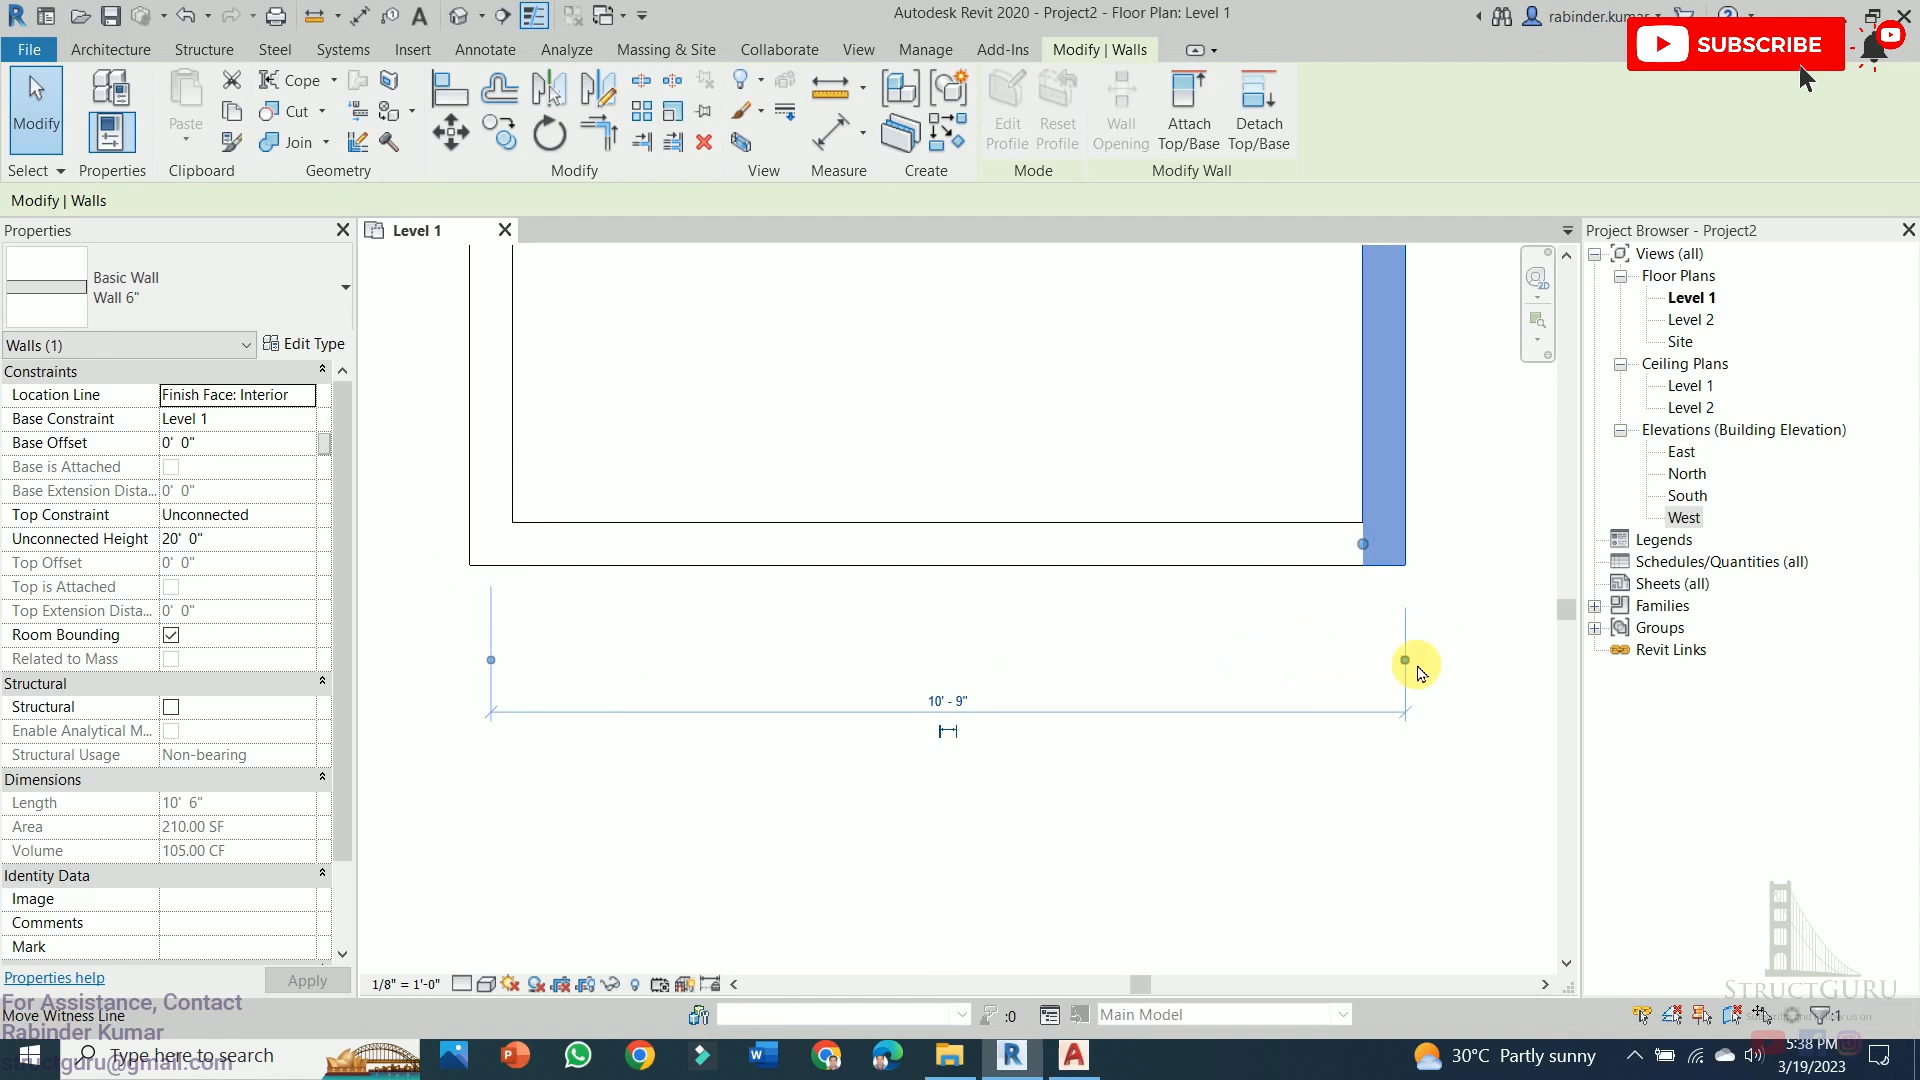 Autodesk Revit 2020 - Project2 - Floor Plan: Level 1
rabinder.kumar
File Architecture Structure Steel Systems Insert Annotate Analyze Massing & Site Collaborate View Manage Add-Ins Modify | Walls
SUBSCRIBE
Modify Paste Cope Cut Join Edit Profile Reset Profile Wall Opening Attach Top/Base Detach Top/Base
Select Properties Clipboard Geometry Modify View Measure Create Mode Modify Wall
Modify | Walls
Properties
Basic Wall
Wall 6"
Walls (1) Edit Type
Constraints
Location Line Finish Face: Interior
Base Constraint Level 1
Base Offset 0' 0"
Base is Attached
Base Extension Dista... 0' 0"
Top Constraint Unconnected
Unconnected Height 20' 0"
Top Offset 0' 0"
Top is Attached
Top Extension Dista... 0' 0"
Room Bounding
Related to Mass
Structural
Structural
Enable Analytical M...
Structural Usage Non-bearing
Dimensions
Length 10' 6"
Area 210.00 SF
Volume 105.00 CF
Identity Data
Image
Comments
Mark
Properties help Apply
Level 1
2D
10' - 9"
1/8" = 1'-0"
Project Browser - Project2
Views (all)
Floor Plans
Level 1
Level 2
Site
Ceiling Plans
Level 1
Level 2
Elevations (Building Elevation)
East
North
South
West
Legends
Schedules/Quantities (all)
Sheets (all)
Families
Groups
Revit Links
STRUCTGURU
For Assistance, Contact
Move Witness Line
Rabinder Kumar
structguru@gmail.com
:0
Main Model
:1
Type here to search
30°C Partly sunny
5:38 PM
3/19/2023